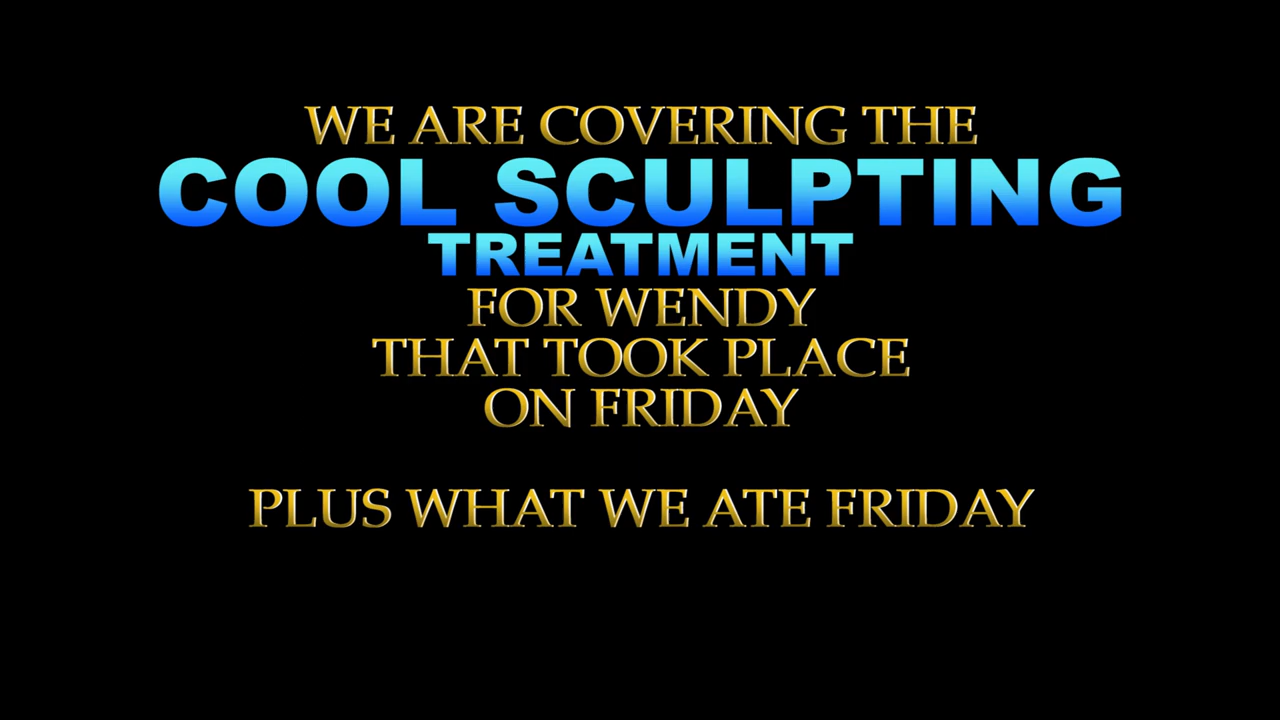 WE ARE COVERING THE
COOL SCULPTING
TREATMENT
FOR WENDY
THAT TOOK PLACE
ON FRIDAY
PLUS WHAT WE ATE FRIDAY